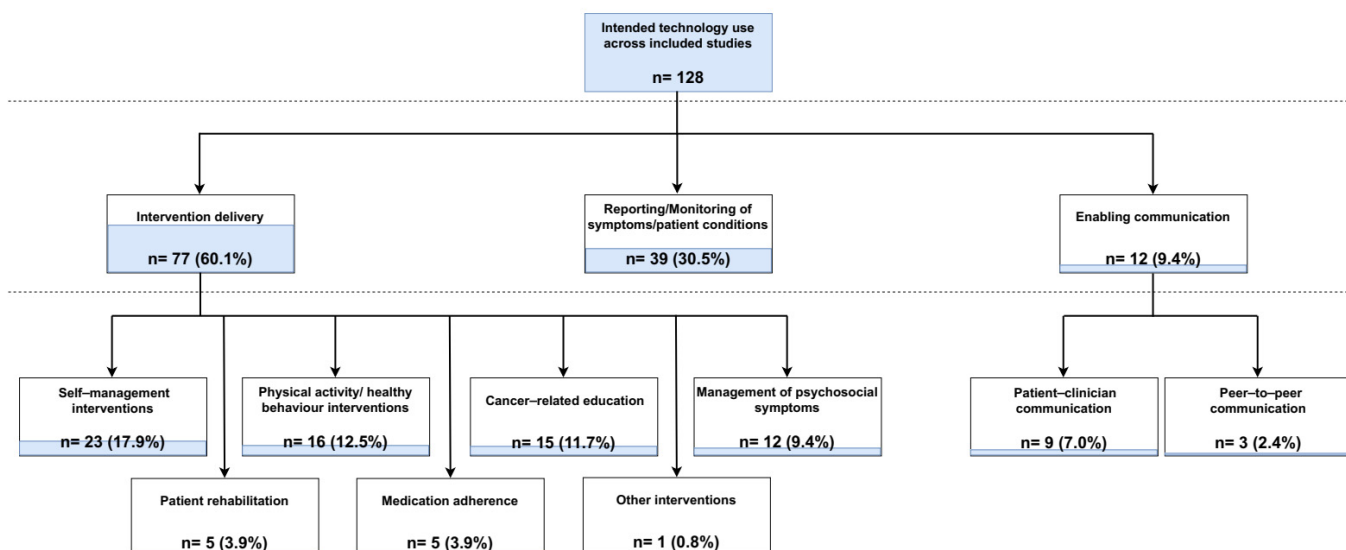 Intended technology use
across included studies
n= 128
Intervention delivery
n= 77 (60.1%)
Reporting/Monitoring of
symptoms/patient conditions
n= 39 (30.5%)
Enabling communication
n= 12 (9.4%)
Self–management
interventions
n= 23 (17.9%)
Physical activity/ healthy
behaviour interventions
n= 16 (12.5%)
Cancer–related education
n= 15 (11.7%)
Management of psychosocial
symptoms
n= 12 (9.4%)
Patient–clinician
communication
n= 9 (7.0%)
Peer–to–peer
communication
n= 3 (2.4%)
Patient rehabilitation
n= 5 (3.9%)
Medication adherence
n= 5 (3.9%)
Other interventions
n= 1 (0.8%)